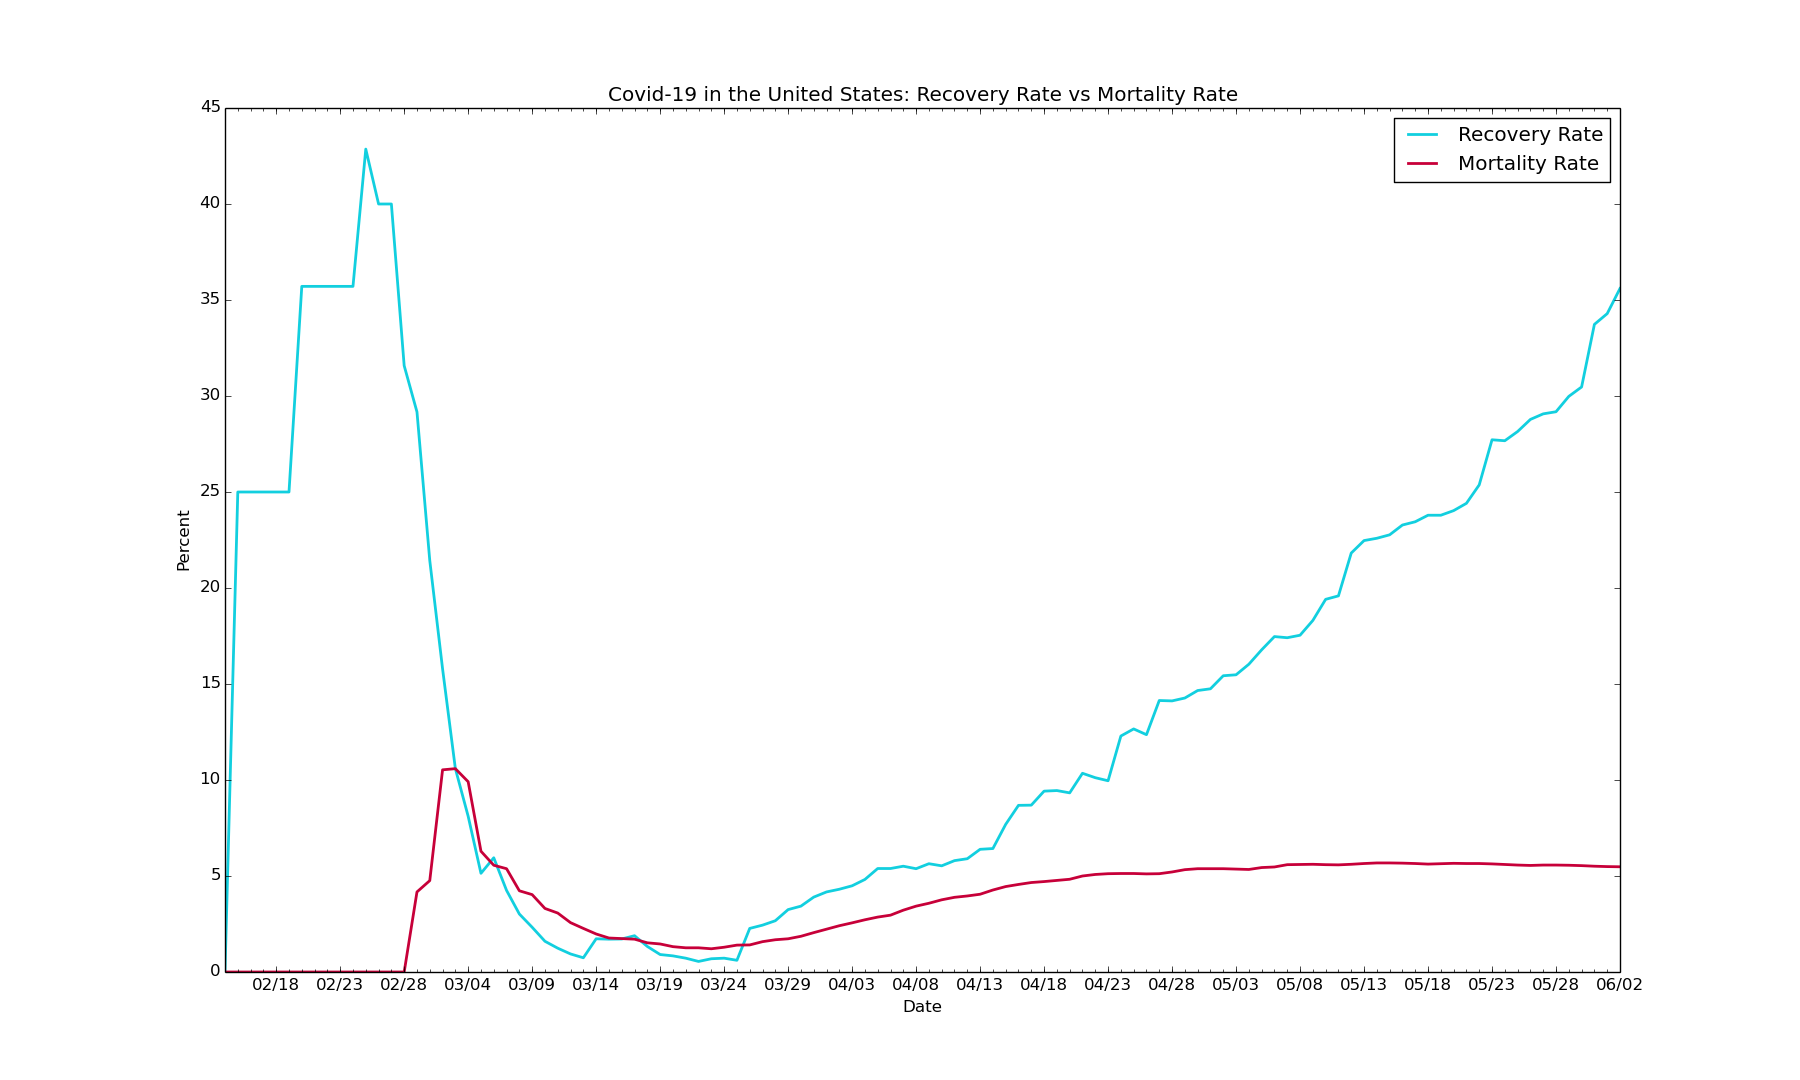 Covid-19 in the United States: Recovery Rate vs Mortality Rate
Recovery Rate
Mortality Rate
45
40
35
30
25
20
15
10
5
0
Percent
02/18 02/23 02/28 03/04 03/09 03/14 03/19 03/24 03/29 04/03 04/08 04/13 04/18 04/23 04/28 05/03 05/08 05/13 05/18 05/23 05/28 06/02
Date